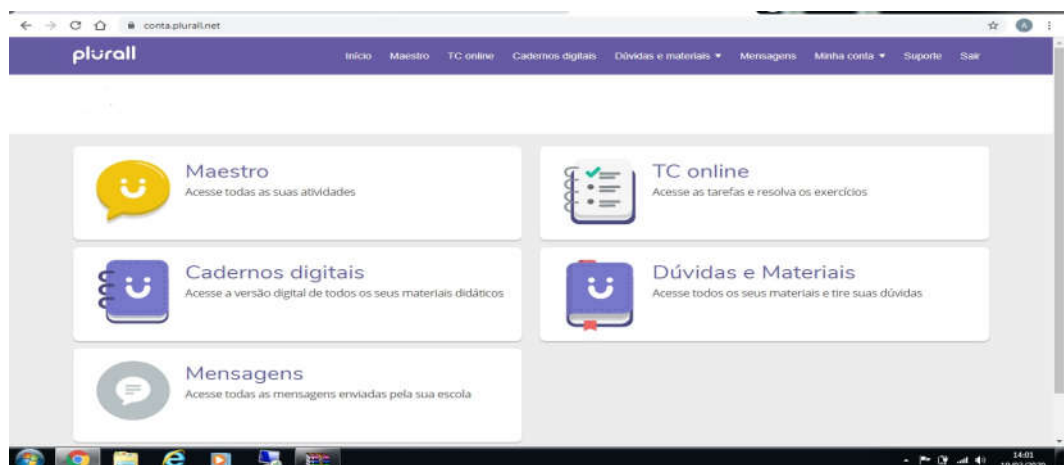 conta.plurall.net
A
plurall
Início Maestro TC online Cadernos digitais Dúvidas e materiais Mensagens Minha conta Suporte Sair
Maestro
Acesse todas as suas atividades
TC online
Acesse as tarefas e resolva os exercícios
Cadernos digitais
Acesse a versão digital de todos os seus materiais didáticos
Dúvidas e Materiais
Acesse todos os seus materiais e tire suas dúvidas
Mensagens
Acesse todas as mensagens enviadas pela sua escola
14:01